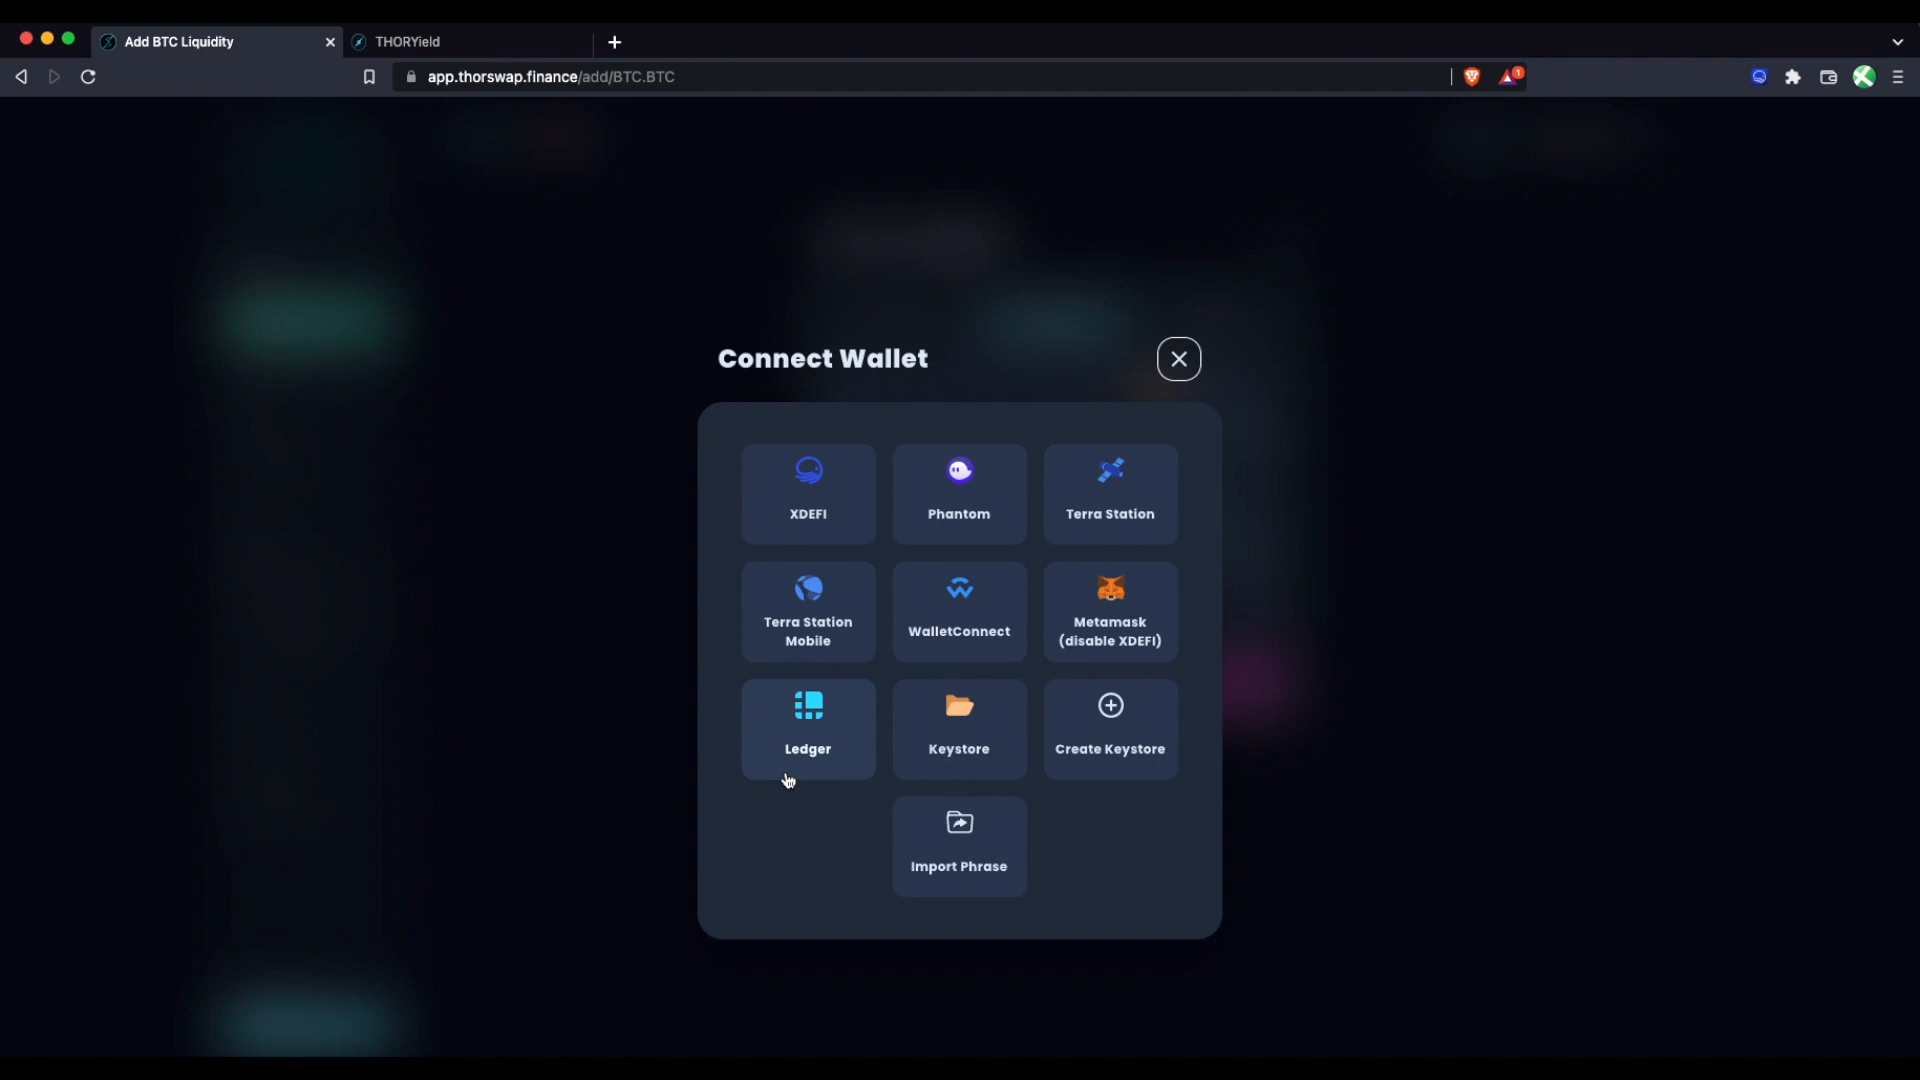 Add BTC Liquidity
THORYield
app.thorswap.finance/add/BTC.BTC
1
Connect Wallet
XDEFI
Phantom
Terra Station
Terra Station
Mobile
WalletConnect
Metamask
(disable XDEFI)
Ledger
Keystore
Create Keystore
Import Phrase